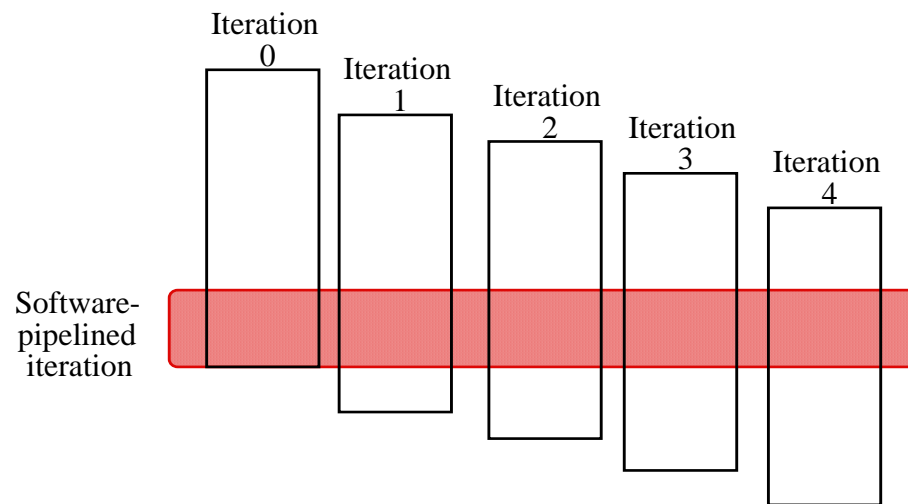 Iteration
0
Iteration
1
Iteration
2
Iteration
3
Iteration
4
Software-
pipelined
iteration